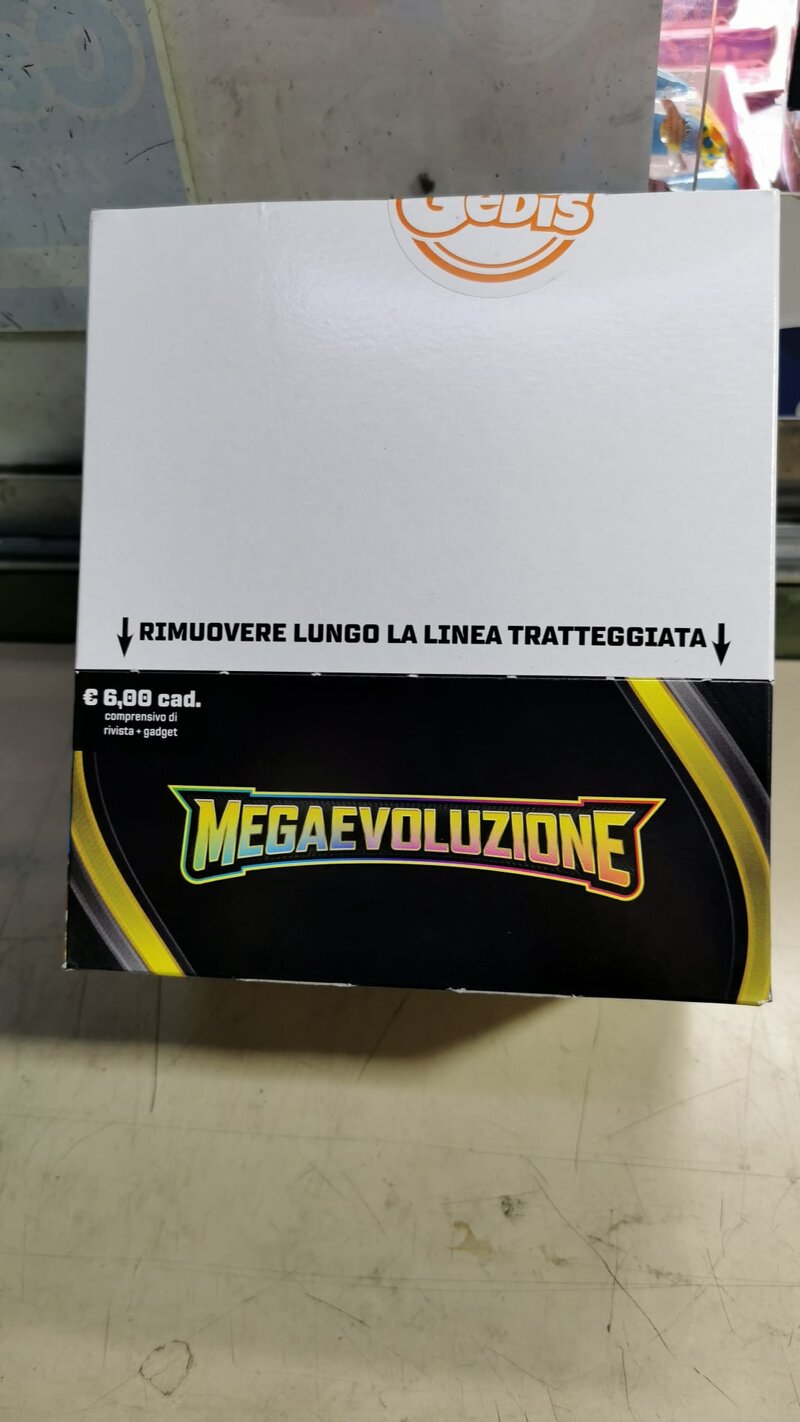 GEDIS
RIMUOVERE LUNGO LA LINEA TRATTEGGIATA
€ 6,00 cad.
comprensivo di
rivista + gadget
MEGAEVOLUZIONE